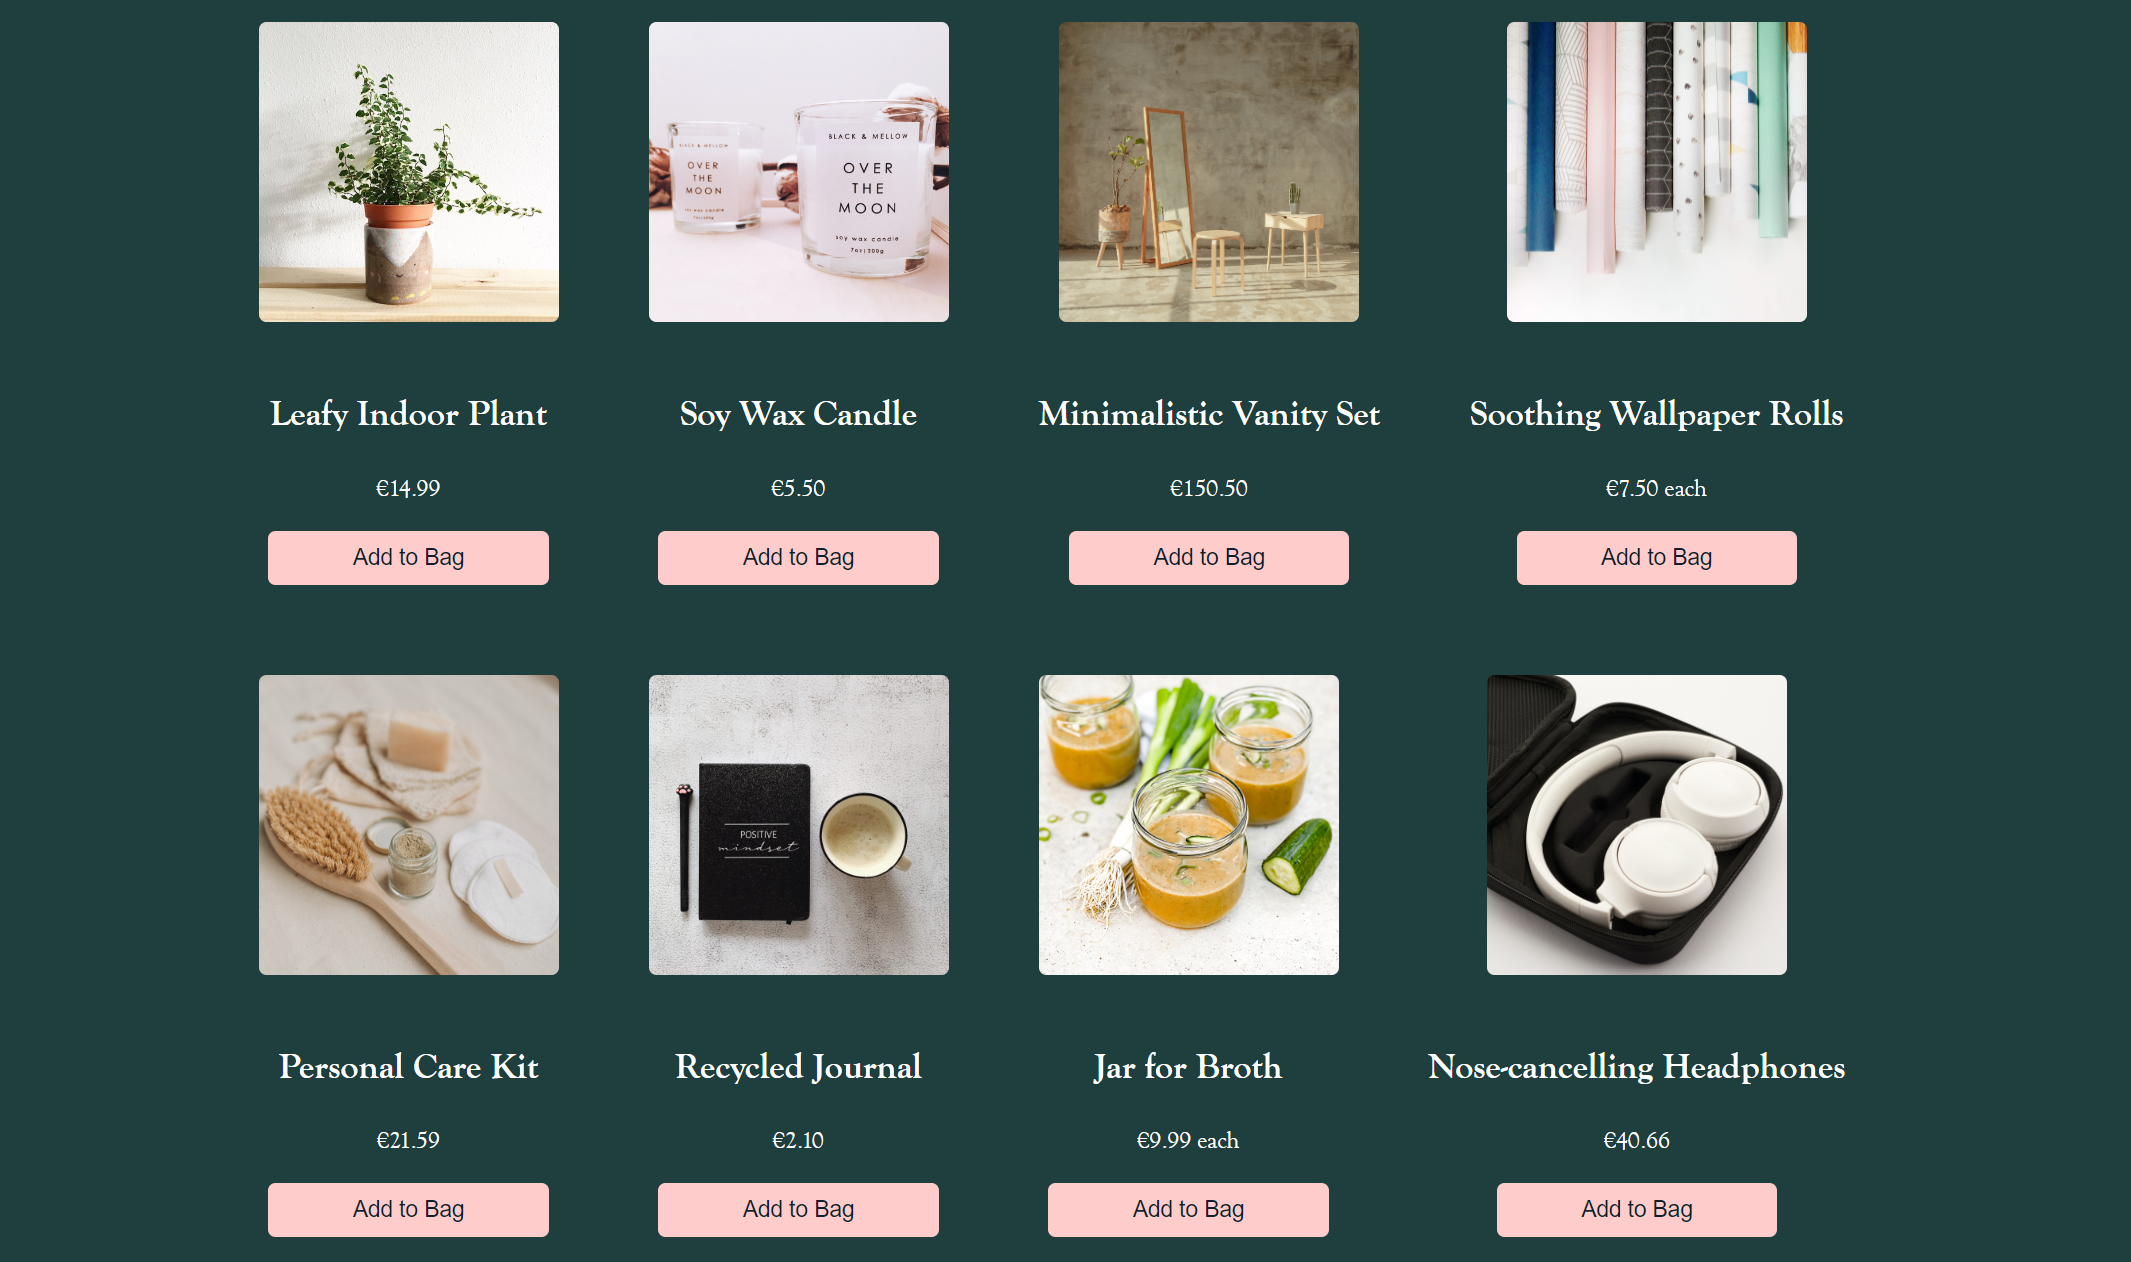 BLACK & MELLOW
OVER
THE
MOON
soy wax candle
7oz|200g
BLACK & MELLOW
OVER
THE
MOON
soy wax candle
7oz|200g
Leafy Indoor Plant
Soy Wax Candle
Minimalistic Vanity Set
Soothing Wallpaper Rolls
€14.99
€5.50
€150.50
€7.50 each
Add to Bag
Add to Bag
Add to Bag
Add to Bag
POSITIVE
mindset
Personal Care Kit
Recycled Journal
Jar for Broth
Nose-cancelling Headphones
€21.59
€2.10
€9.99 each
€40.66
Add to Bag
Add to Bag
Add to Bag
Add to Bag